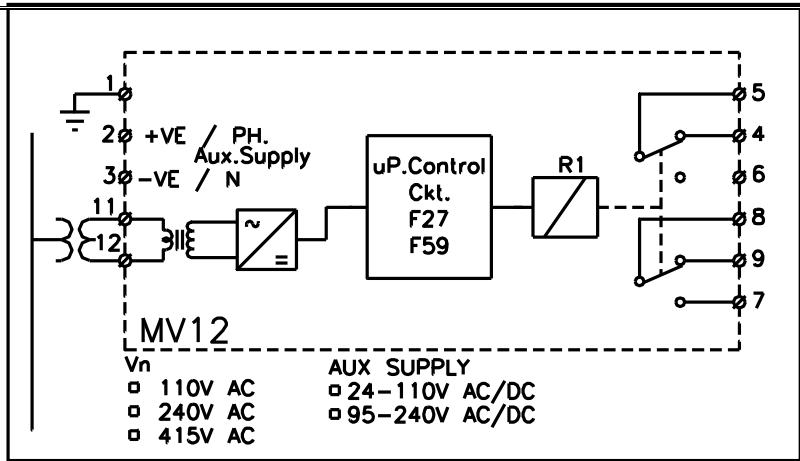 1
2 +VE / PH.
Aux.Supply
3 -VE / N
11
12
~
=
uP.Control
Ckt.
F27
F59
R1
5
4
6
8
9
7
MV12
Vn
110V AC
240V AC
415V AC
AUX SUPPLY
24-110V AC/DC
95-240V AC/DC